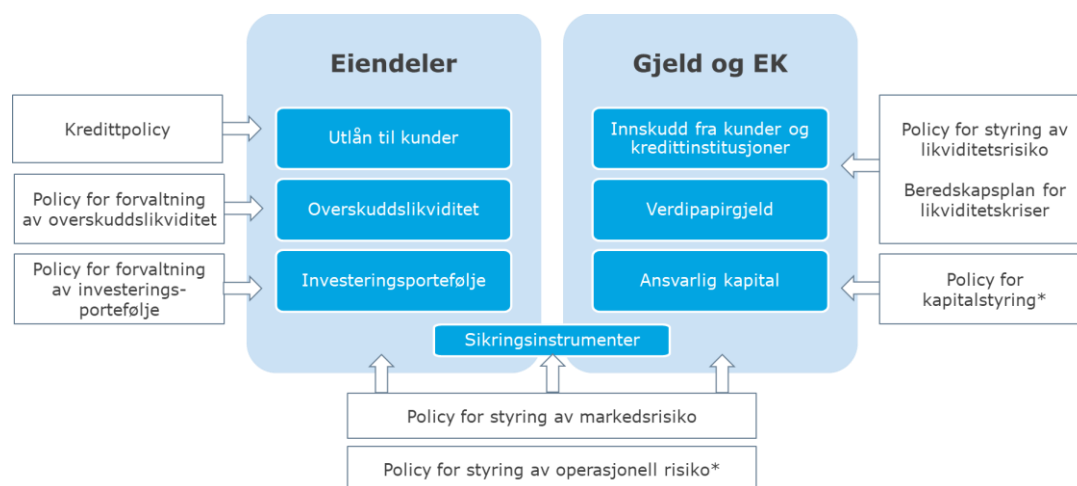 Eiendeler
Gjeld og EK
Kredittpolicy
Policy for forvaltning
av overskuddslikviditet
Policy for forvaltning
av investerings-
portefølje
Utlån til kunder
Overskuddslikviditet
Investeringsportefølje
Innskudd fra kunder og
kredittinstitusjoner
Verdipapirgjeld
Ansvarlig kapital
Sikringsinstrumenter
Policy for styring av
likviditetsrisiko
Beredskapsplan for
likviditetskriser
Policy for
kapitalstyring*
Policy for styring av markedsrisiko
Policy for styring av operasjonell risiko*